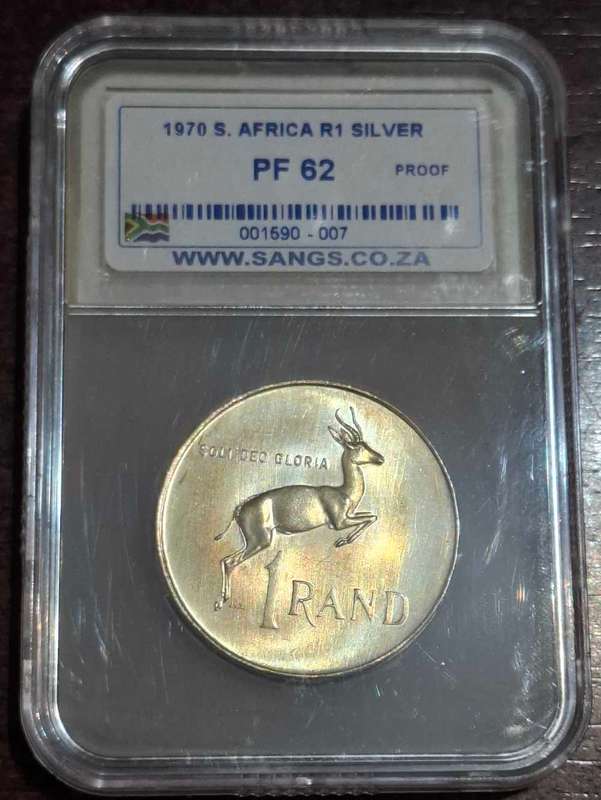 1970 S. AFRICA R1 SILVER
PF 62 PROOF
001590 - 007
WWW.SANGS.CO.ZA
SOLI DEO GLORIA
1 RAND